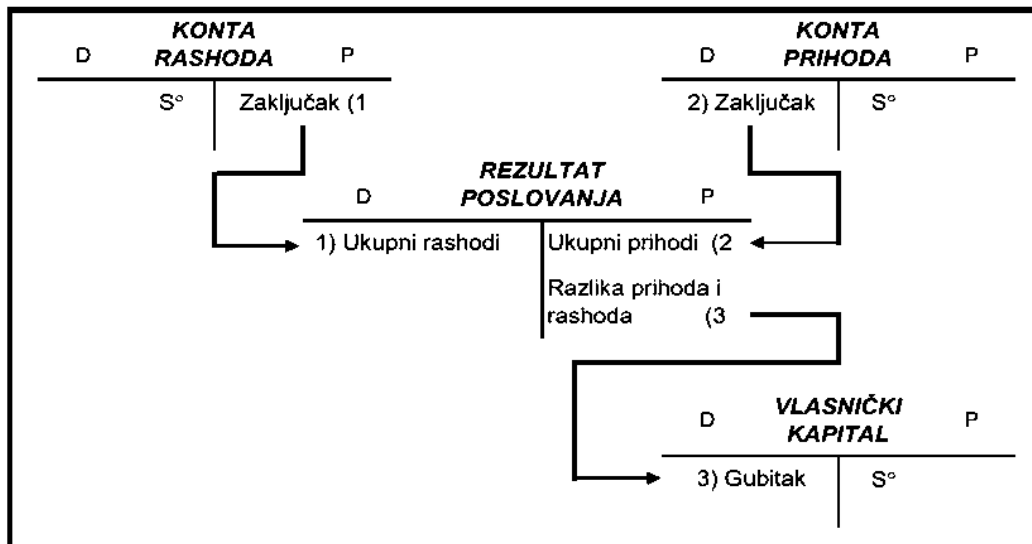 KONTA
D RASHODA P
S° Zaključak (1
KONTA
D PRIHODA P
2) Zaključak S°
REZULTAT
D POSLOVANJA P
1) Ukupni rashodi Ukupni prihodi (2
Razlika prihoda i
rashoda (3
VLASNIČKI
D KAPITAL P
3) Gubitak S°